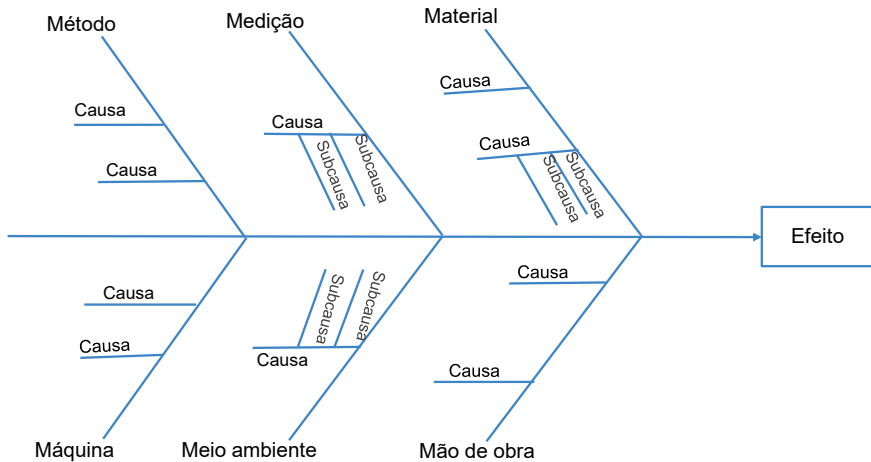 Método
Medição
Material
Causa
Causa
Causa
Subcausa
Subcausa
Causa
Causa
Subcausa
Subcausa
Efeito
Causa
Causa
Subcausa
Subcausa
Causa
Causa
Causa
Máquina
Meio ambiente
Mão de obra